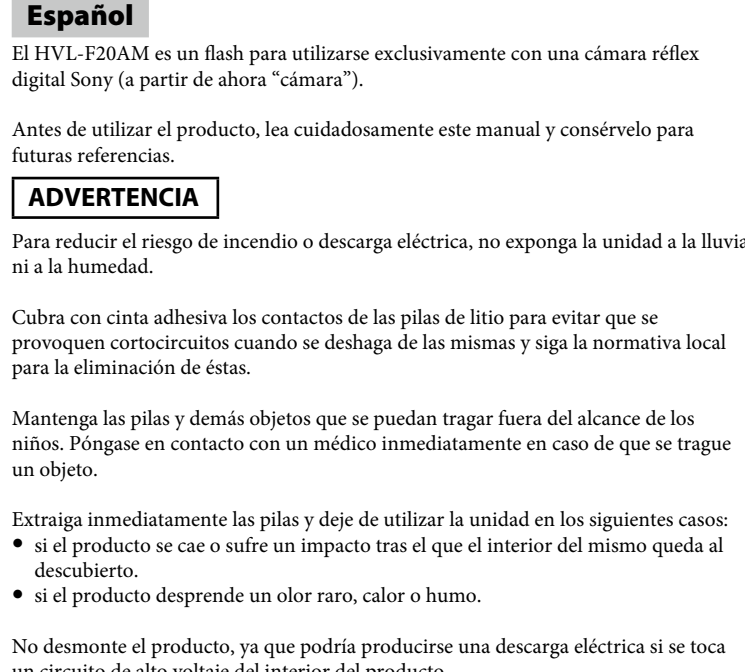 Español
El HVL-F20AM es un flash para utilizarse exclusivamente con una cámara réflex
digital Sony (a partir de ahora “cámara”).
Antes de utilizar el producto, lea cuidadosamente este manual y consérvelo para
futuras referencias.
ADVERTENCIA
Para reducir el riesgo de incendio o descarga eléctrica, no exponga la unidad a la lluvia
ni a la humedad.
Cubra con cinta adhesiva los contactos de las pilas de litio para evitar que se
provoquen cortocircuitos cuando se deshaga de las mismas y siga la normativa local
para la eliminación de éstas.
Mantenga las pilas y demás objetos que se puedan tragar fuera del alcance de los
niños. Póngase en contacto con un médico inmediatamente en caso de que se trague
un objeto.
Extraiga inmediatamente las pilas y deje de utilizar la unidad en los siguientes casos:
• si el producto se cae o sufre un impacto tras el que el interior del mismo queda al
descubierto.
• si el producto desprende un olor raro, calor o humo.
No desmonte el producto, ya que podría producirse una descarga eléctrica si se toca
un circuito de alto voltaje del interior del producto.